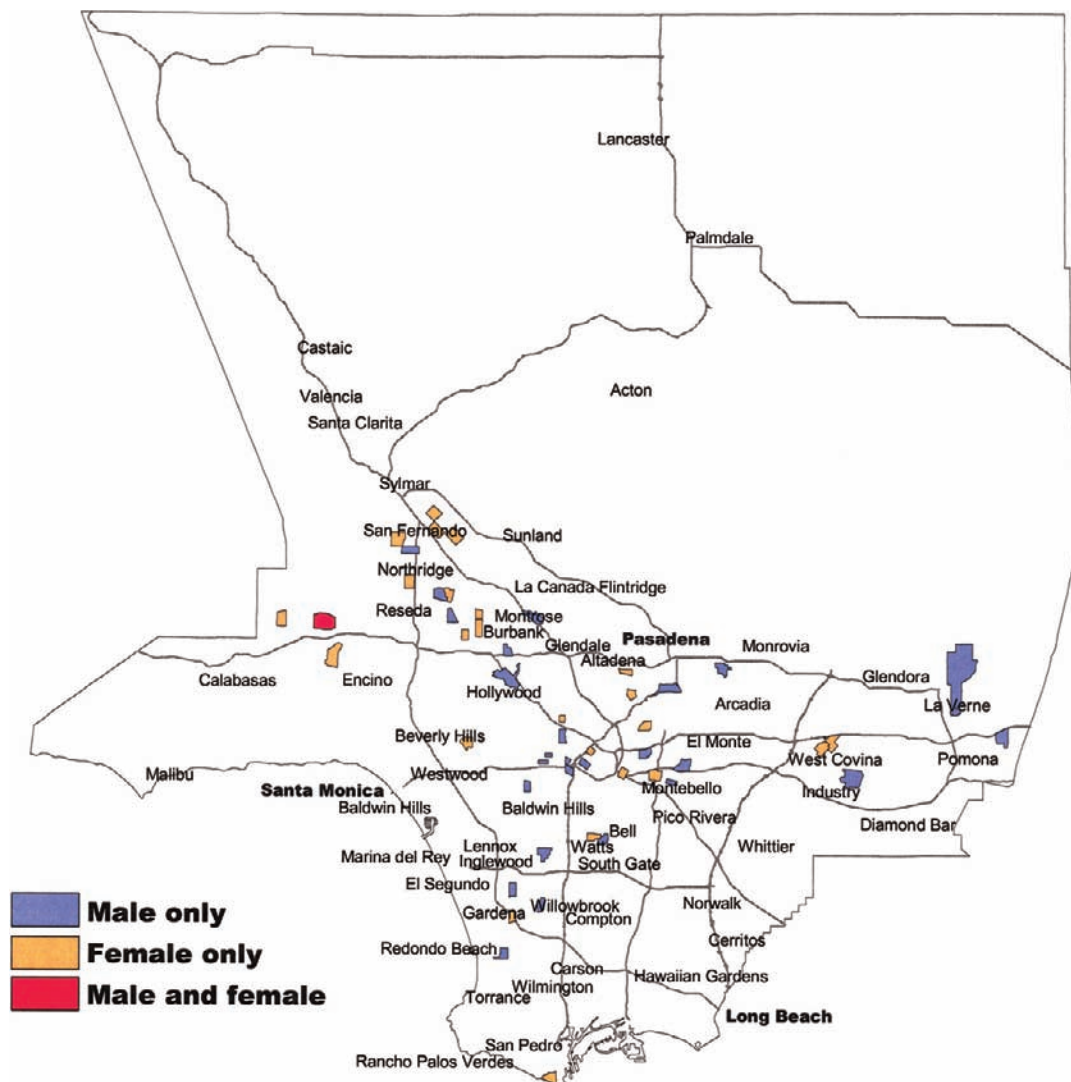 Lancaster
Palmdale
Castaic
Acton
Valencia
Santa Clarita
Sylmar
San Fernando
Sunland
Northridge
La Canada Flintridge
Reseda
Montrose
Burbank
Glendale
Pasadena
Monrovia
Altadena
Calabasas
Encino
Hollywood
Glendora
Arcadia
La Verne
Beverly Hills
El Monte
West Covina
Pomona
Malibu
Westwood
Santa Monica
Montebello
Industry
Baldwin Hills
Baldwin Hills
Pico Rivera
Diamond Bar
Bell
Lennox
Watts
Whittier
Marina del Rey
Inglewood
South Gate
El Segundo
Gardena
Willowbrook
Norwalk
Compton
Redondo Beach
Cerritos
Carson
Hawaiian Gardens
Wilmington
Torrance
Long Beach
San Pedro
Rancho Palos Verdes
Male only
Female only
Male and female